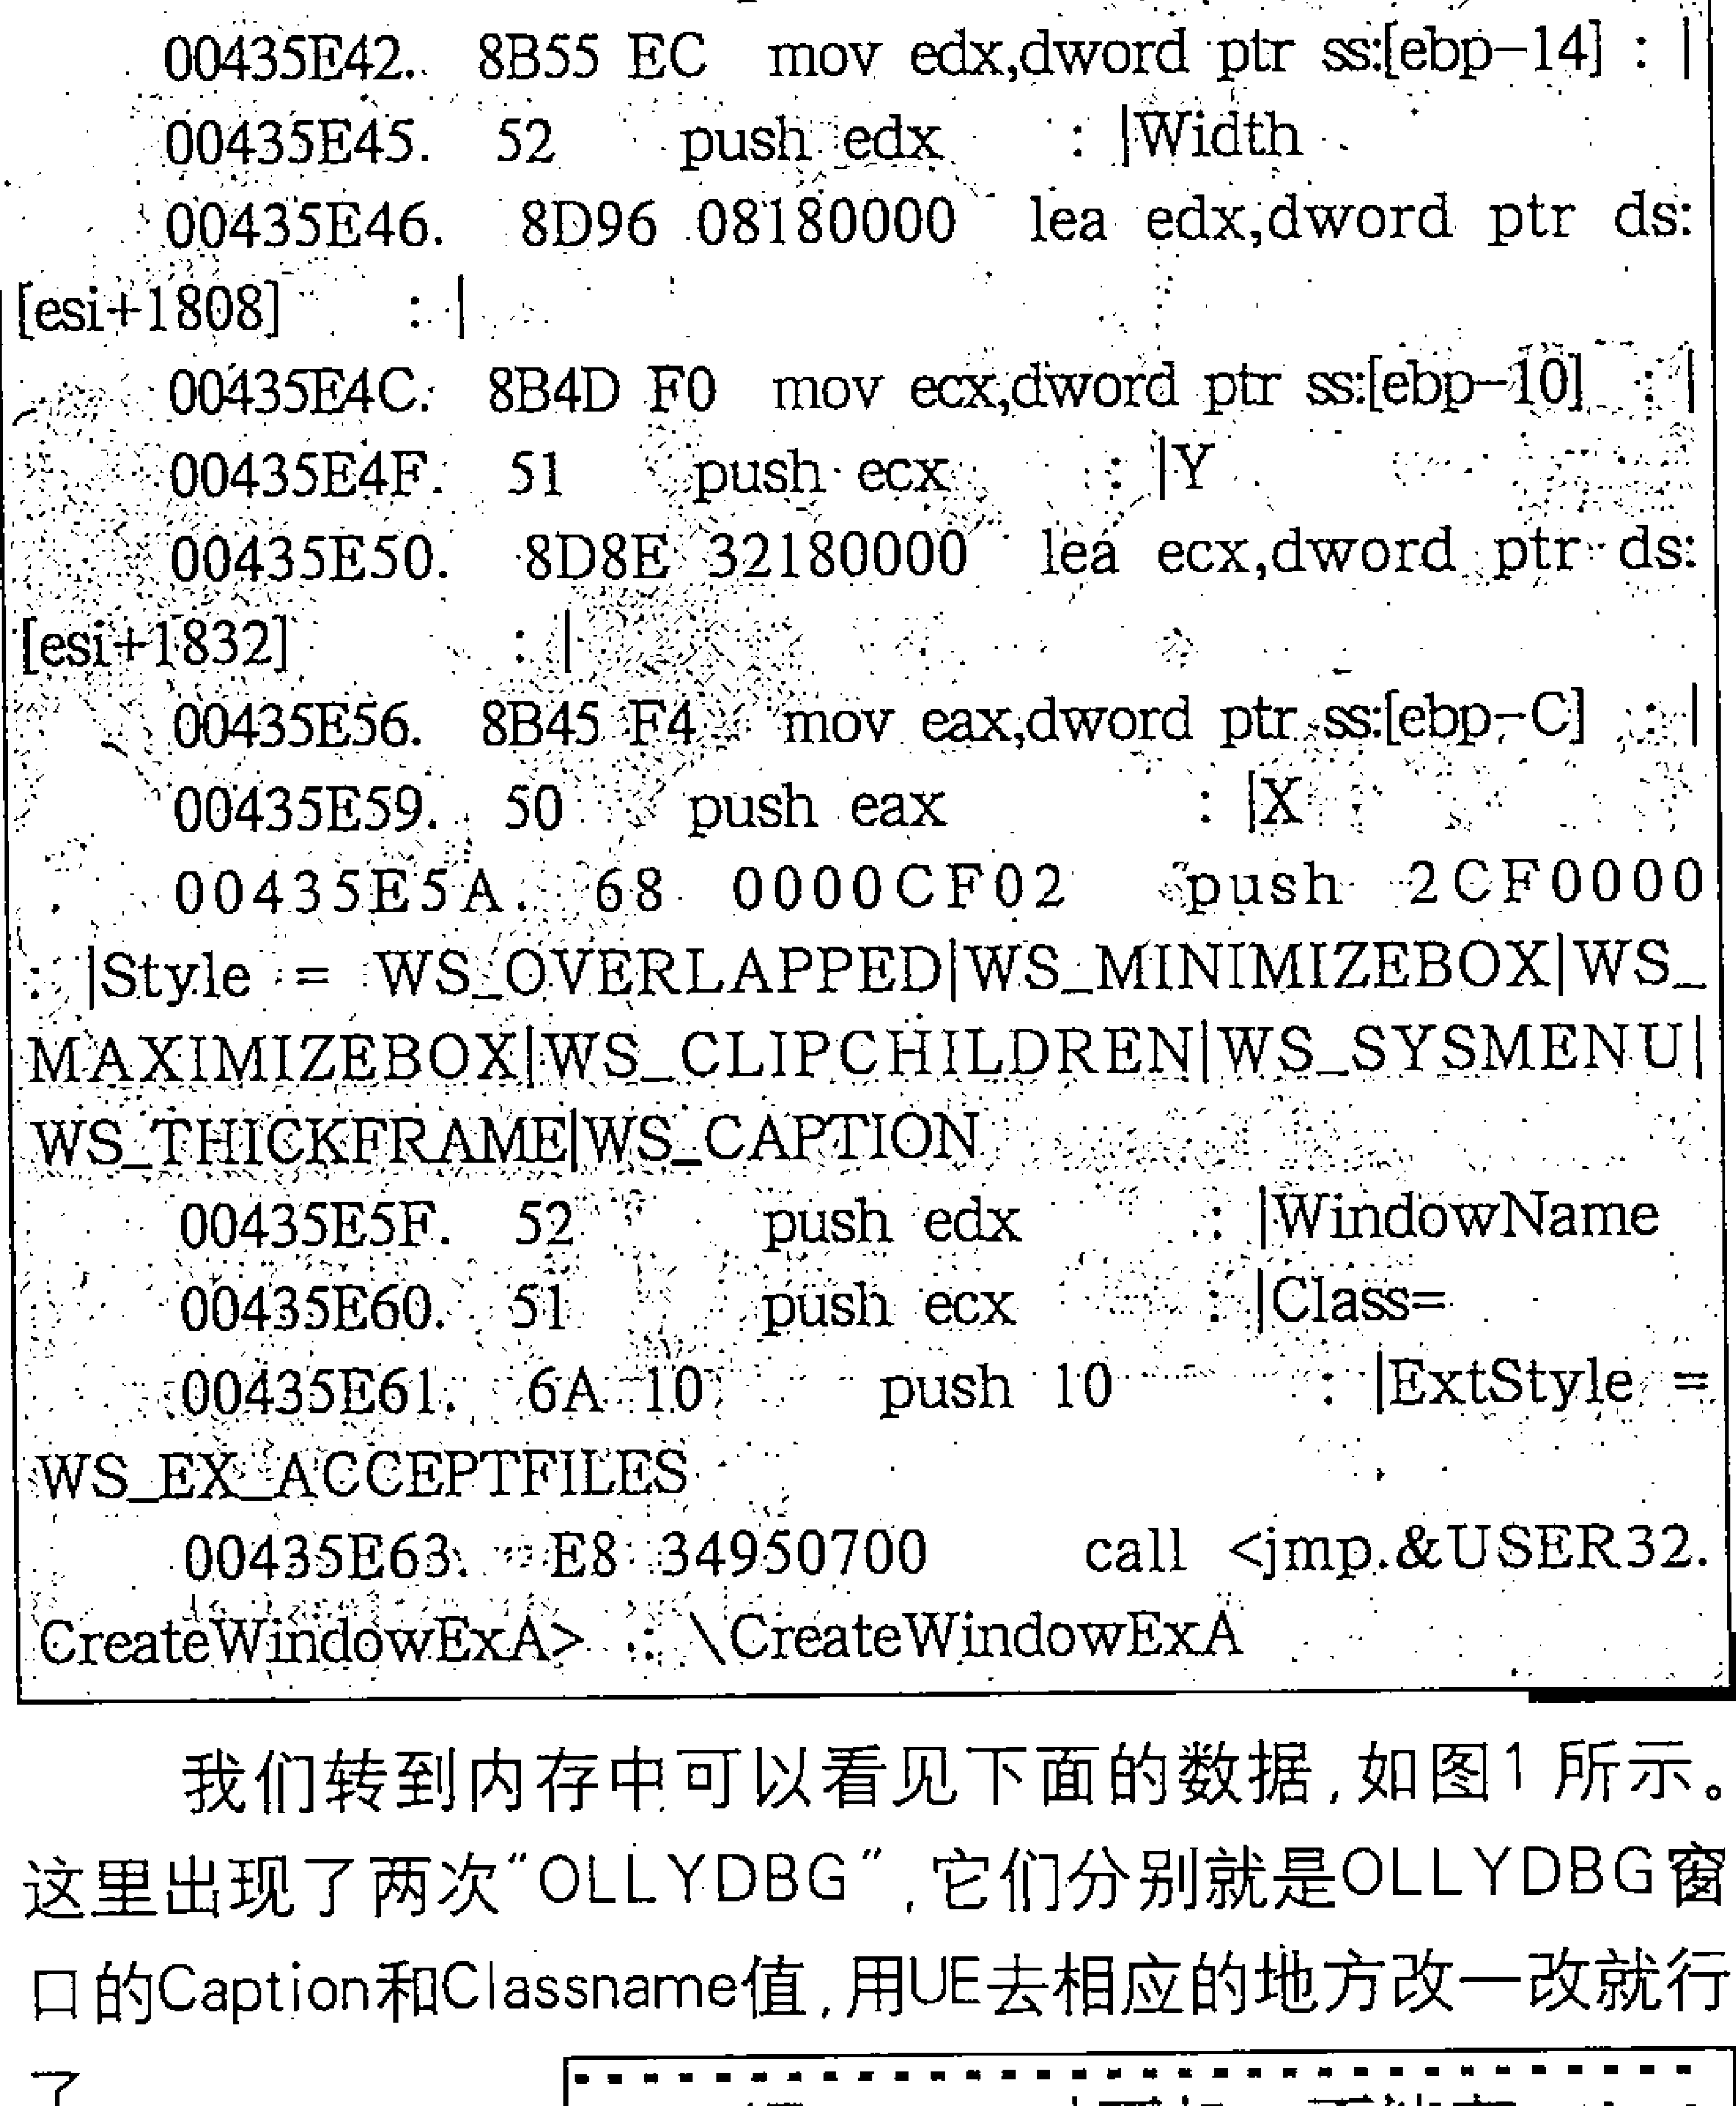 00435E42. 8B55 EC mov edx,dword ptr ss:[ebp-14] : |
00435E45. 52 push edx : |Width
00435E46. 8D96 08180000 lea edx,dword ptr ds:
[esi+1808] : |
00435E4C. 8B4D F0 mov ecx,dword ptr ss:[ebp-10] : |
00435E4F. 51 push ecx : |Y
00435E50. 8D8E 32180000 lea ecx,dword ptr ds:
[esi+1832] : |
00435E56. 8B45 F4 mov eax,dword ptr ss:[ebp-C] : |
00435E59. 50 push eax : |X
00435E5A. 68 0000CF02 push 2CF0000
: |Style = WS_OVERLAPPED|WS_MINIMIZEBOX|WS_
MAXIMIZEBOX|WS_CLIPCHILDREN|WS_SYSMENU|
WS_THICKFRAME|WS_CAPTION
00435E5F. 52 push edx : |WindowName
00435E60. 51 push ecx : |Class=
00435E61. 6A 10 push 10 : |ExtStyle =
WS_EX_ACCEPTFILES
00435E63. E8 34950700 call <jmp.&USER32.
CreateWindowExA> : \CreateWindowExA
我们转到内存中可以看见下面的数据,如图1所示。
这里出现了两次“OLLYDBG”,它们分别就是OLLYDBG窗
口的Caption和Classname值,用UE去相应的地方改一改就行
了